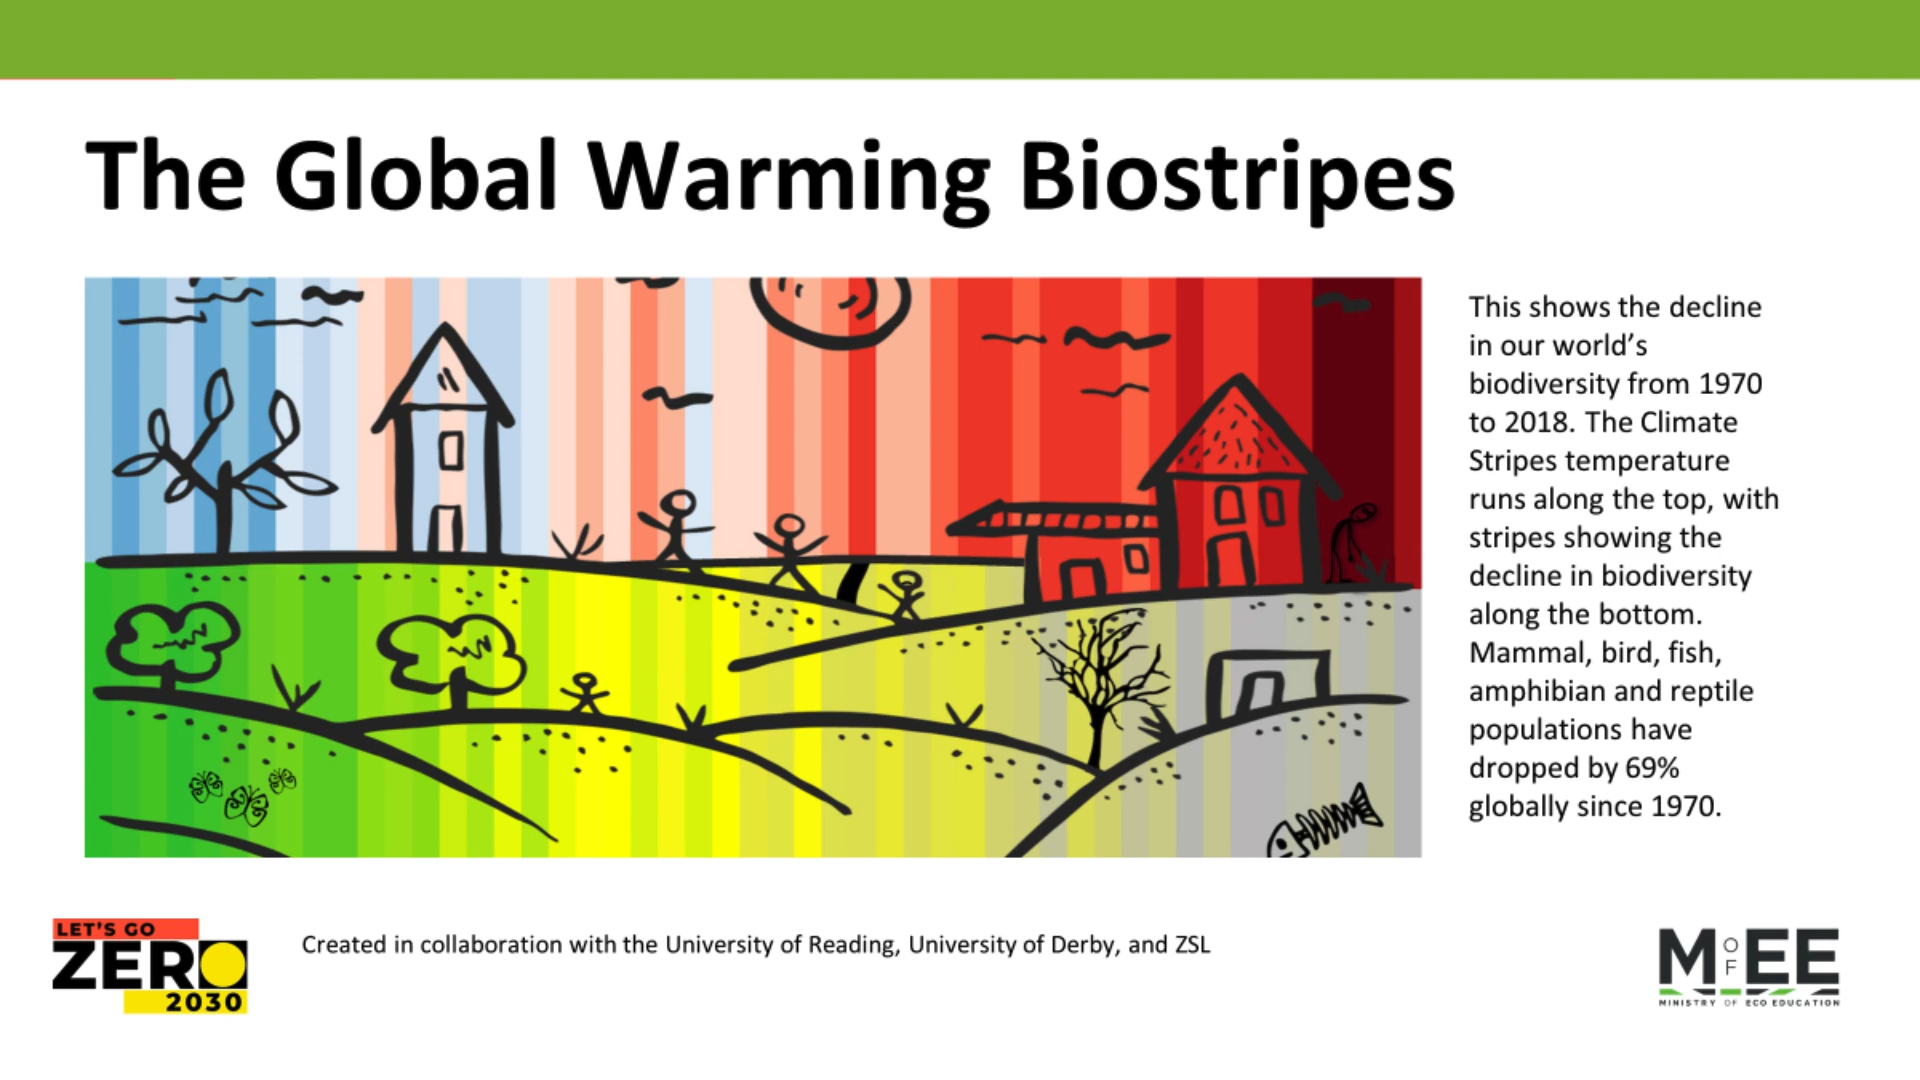 The Global Warming Biostripes
This shows the decline
in our world’s
biodiversity from 1970
to 2018. The Climate
Stripes temperature
runs along the top, with
stripes showing the
decline in biodiversity
along the bottom.
Mammal, bird, fish,
amphibian and reptile
populations have
dropped by 69%
globally since 1970.
LET'S GO
ZERO
2030
Created in collaboration with the University of Reading, University of Derby, and ZSL
M OF EE
MINISTRY OF ECO EDUCATION